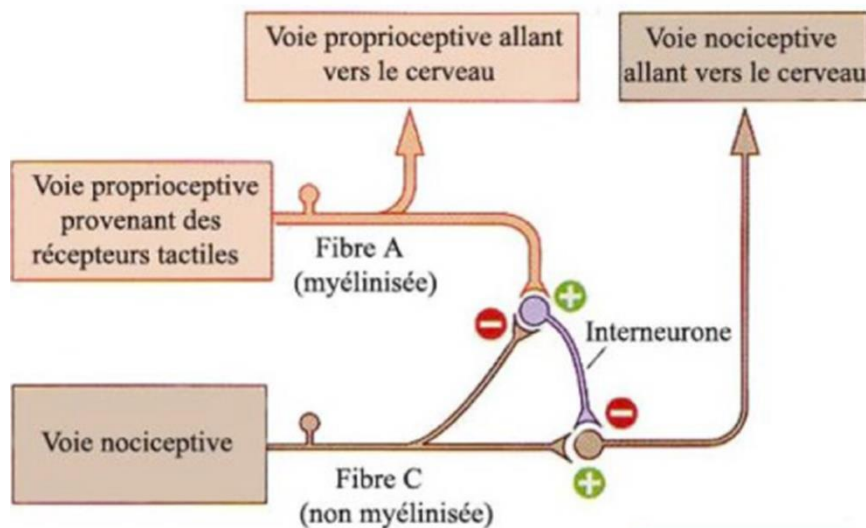 Voie proprioceptive allant
vers le cerveau
Voie nociceptive
allant vers le cerveau
Voie proprioceptive
provenant des
récepteurs tactiles
Fibre A
(myélinisée)
+
−
Interneurone
−
Voie nociceptive
+
Fibre C
(non myélinisée)